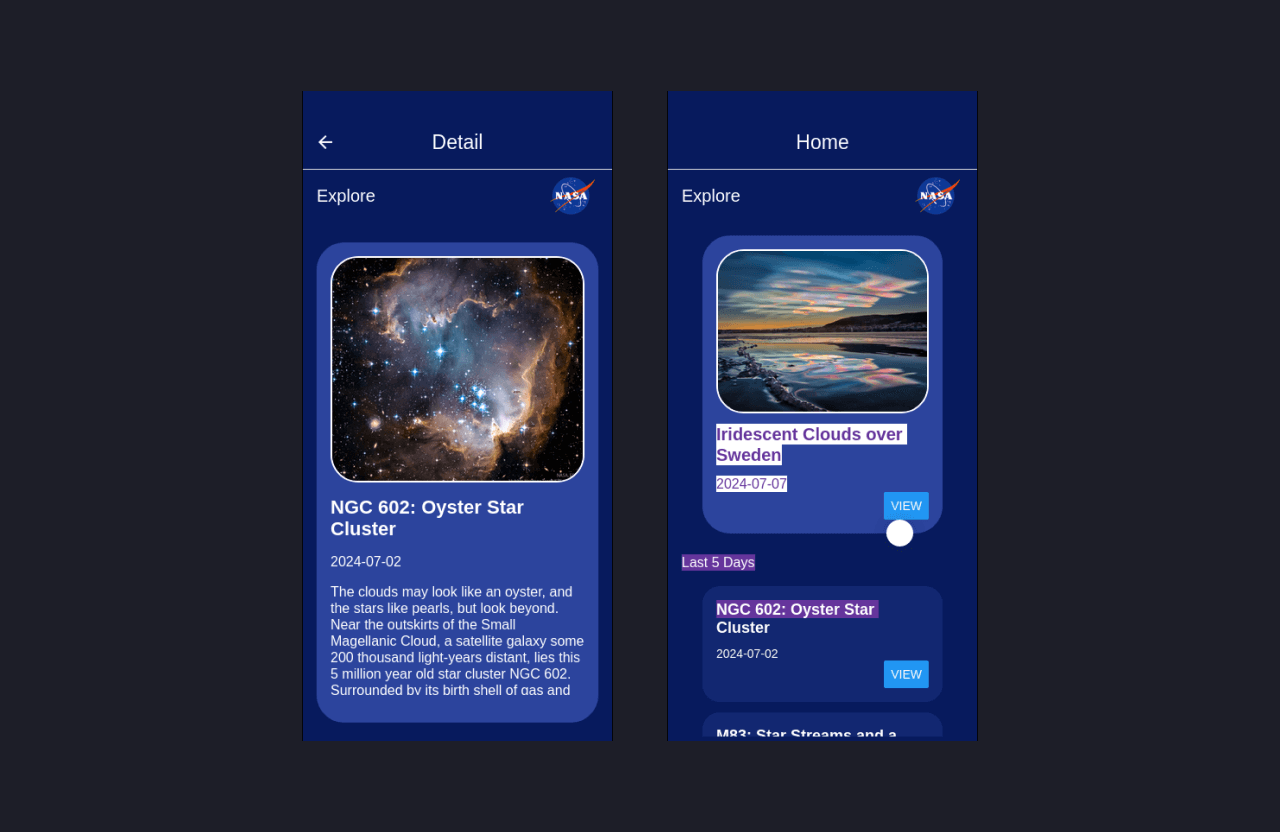 Detail
Explore
NASA
NGC 602: Oyster Star
Cluster
2024-07-02
The clouds may look like an oyster, and
the stars like pearls, but look beyond.
Near the outskirts of the Small
Magellanic Cloud, a satellite galaxy some
200 thousand light-years distant, lies this
5 million year old star cluster NGC 602.
Surrounded by its birth shell of gas and
Home
Explore
NASA
Iridescent Clouds over
Sweden
2024-07-07
VIEW
Last 5 Days
NGC 602: Oyster Star
Cluster
2024-07-02
VIEW
M83: Star Streams and a